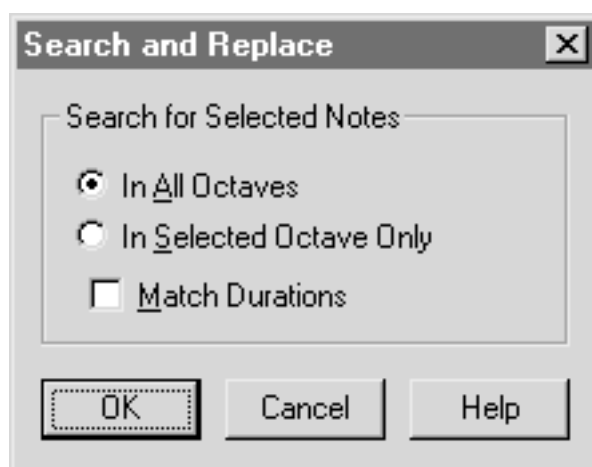 Search and Replace
Search for Selected Notes
In All Octaves
In Selected Octave Only
Match Durations
OK Cancel Help